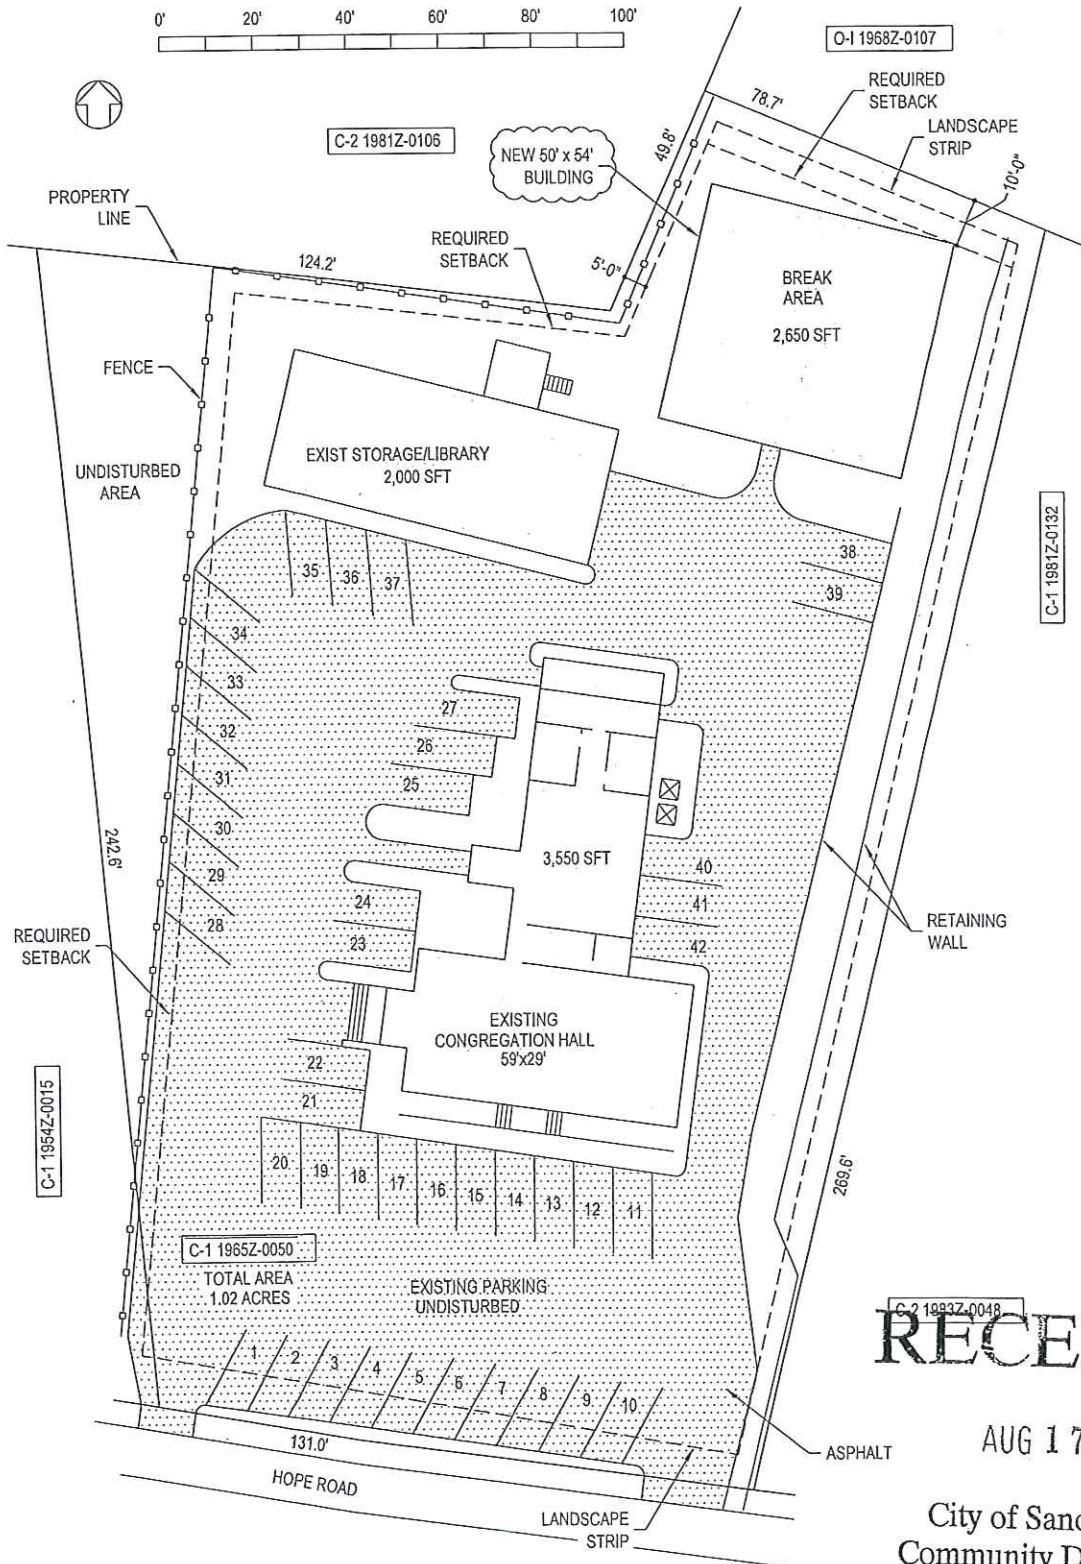 0' 20' 40' 60' 80' 100'
O-I 1968Z-0107
REQUIRED
SETBACK
78.7'
LANDSCAPE
STRIP
C-2 1981Z-0106
49.8'
NEW 50' x 54'
BUILDING
10'-0"
PROPERTY
LINE
REQUIRED
SETBACK
124.2'
5'-0"
BREAK
AREA
2,650 SFT
FENCE
EXIST STORAGE/LIBRARY
2,000 SFT
UNDISTURBED
AREA
C-1 1981Z-0132
35 36 37
38
39
34
33
32
31
30
29
28
27
26
25
242.6'
3,550 SFT
40
41
42
24
23
RETAINING
WALL
REQUIRED
SETBACK
EXISTING
CONGREGATION HALL
59'x29'
22
21
C-1 1954Z-0015
20 19 18 17 16 15 14 13 12 11
269.6'
C-1 1965Z-0050
TOTAL AREA
1.02 ACRES
EXISTING PARKING
UNDISTURBED
C-2 1983Z-0048
RECE
1 2 3 4 5 6 7 8 9 10
AUG 17
ASPHALT
131.0'
HOPE ROAD
LANDSCAPE
STRIP
City of Sand
Community D